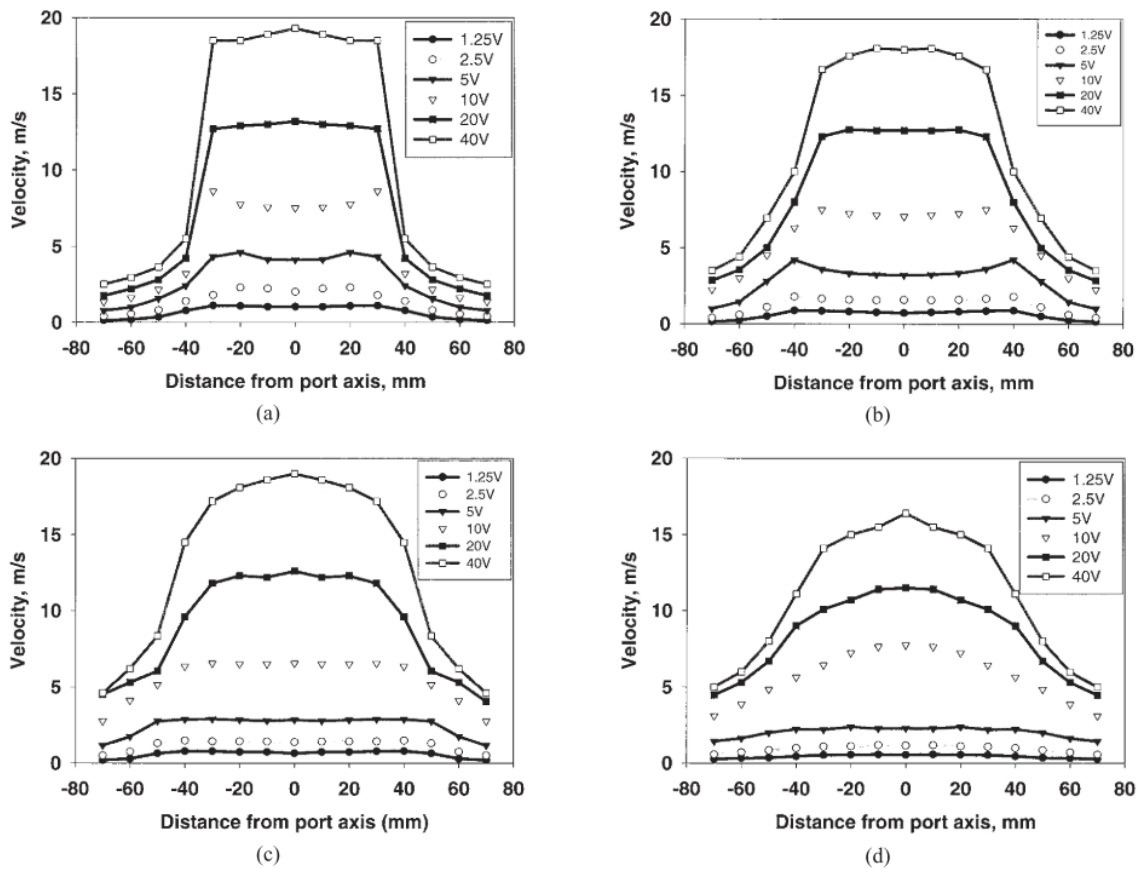 20
15
10
5
0
Velocity, m/s
1.25V
2.5V
5V
10V
20V
40V
-80 -60 -40 -20 0 20 40 60 80
Distance from port axis, mm
(a)
20
15
10
5
0
Velocity, m/s
1.25V
2.5V
5V
10V
20V
40V
-80 -60 -40 -20 0 20 40 60 80
Distance from port axis, mm
(b)
20
15
10
5
0
Velocity, m/s
1.25V
2.5V
5V
10V
20V
40V
-80 -60 -40 -20 0 20 40 60 80
Distance from port axis (mm)
(c)
20
15
10
5
0
Velocity, m/s
1.25V
2.5V
5V
10V
20V
40V
-80 -60 -40 -20 0 20 40 60 80
Distance from port axis, mm
(d)